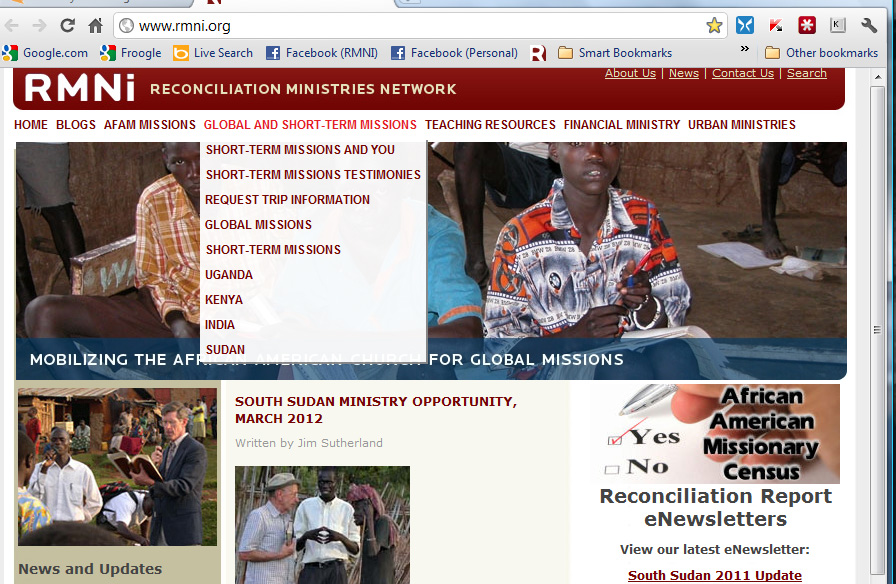 www.rmni.org
Google.com Froogle Live Search Facebook (RMNI) Facebook (Personal) R Smart Bookmarks » Other bookmarks
RMNi RECONCILIATION MINISTRIES NETWORK
About Us | News | Contact Us | Search
HOME BLOGS AFAM MISSIONS GLOBAL AND SHORT-TERM MISSIONS TEACHING RESOURCES FINANCIAL MINISTRY URBAN MINISTRIES
SHORT-TERM MISSIONS AND YOU
SHORT-TERM MISSIONS TESTIMONIES
REQUEST TRIP INFORMATION
GLOBAL MISSIONS
SHORT-TERM MISSIONS
UGANDA
KENYA
INDIA
SUDAN
MOBILIZING THE AFRICAN AMERICAN CHURCH FOR GLOBAL MISSIONS
SOUTH SUDAN MINISTRY OPPORTUNITY,
MARCH 2012
Written by Jim Sutherland
News and Updates
Yes
No
African
American
Missionary
Census
Reconciliation Report
eNewsletters
View our latest eNewsletter:
South Sudan 2011 Update